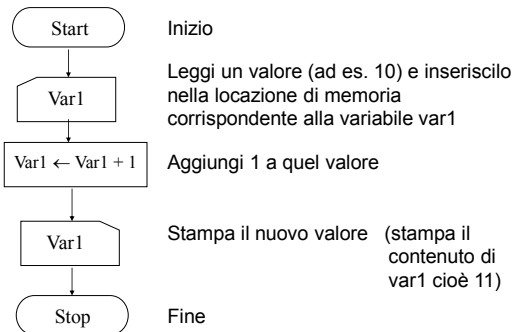 Start Inizio
Leggi un valore (ad es. 10) e inseriscilo
Var1 nella locazione di memoria
corrispondente alla variabile var1
Var1 ← Var1 + 1 Aggiungi 1 a quel valore
Var1 Stampa il nuovo valore (stampa il
contenuto di
var1 cioè 11)
Stop Fine